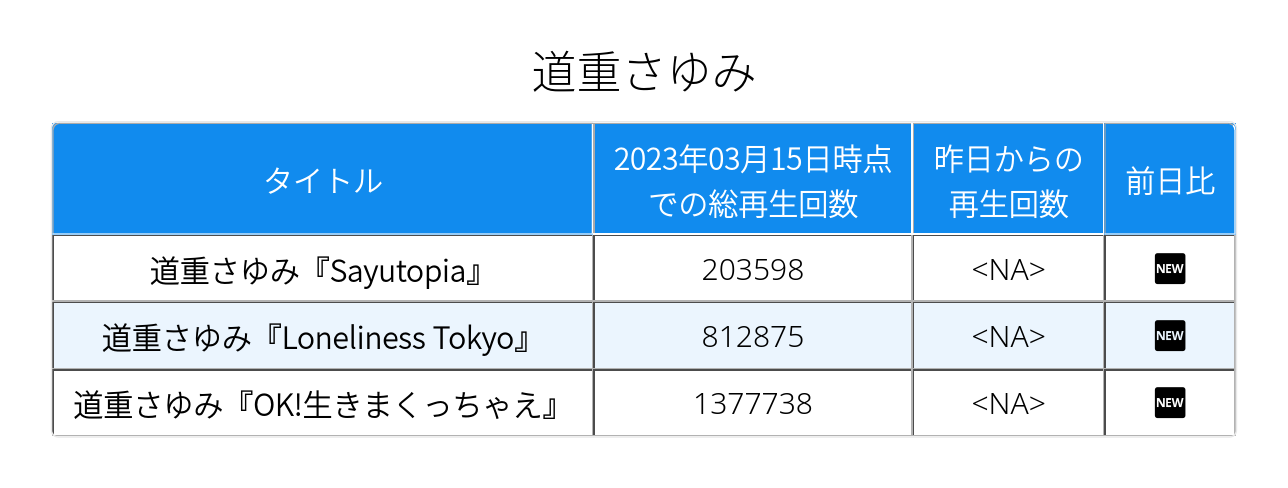 道重さゆみ
タイトル
2023年03月15日時点
での総再生回数
昨日からの
再生回数
前日比
道重さゆみ『Sayutopia』 203598 <NA> NEW
道重さゆみ『Loneliness Tokyo』 812875 <NA> NEW
道重さゆみ『OK!生きまくっちゃえ』 1377738 <NA> NEW